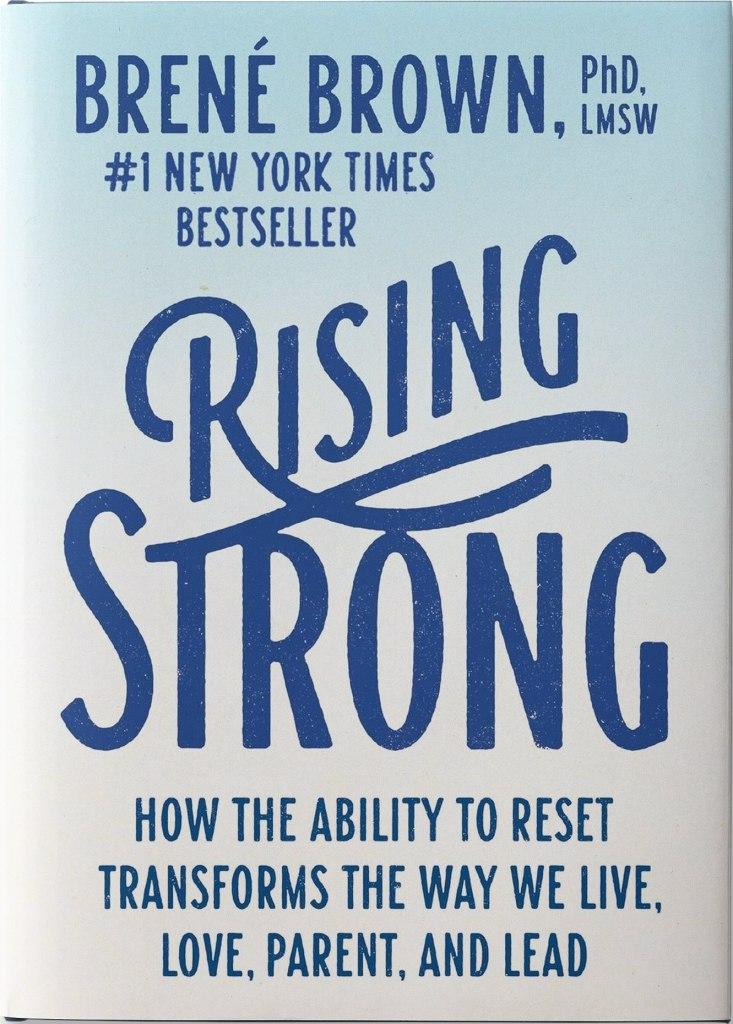 BRENÉ BROWN, PhD, LMSW
#1 NEW YORK TIMES
BESTSELLER
RISING
STRONG
HOW THE ABILITY TO RESET
TRANSFORMS THE WAY WE LIVE,
LOVE, PARENT, AND LEAD